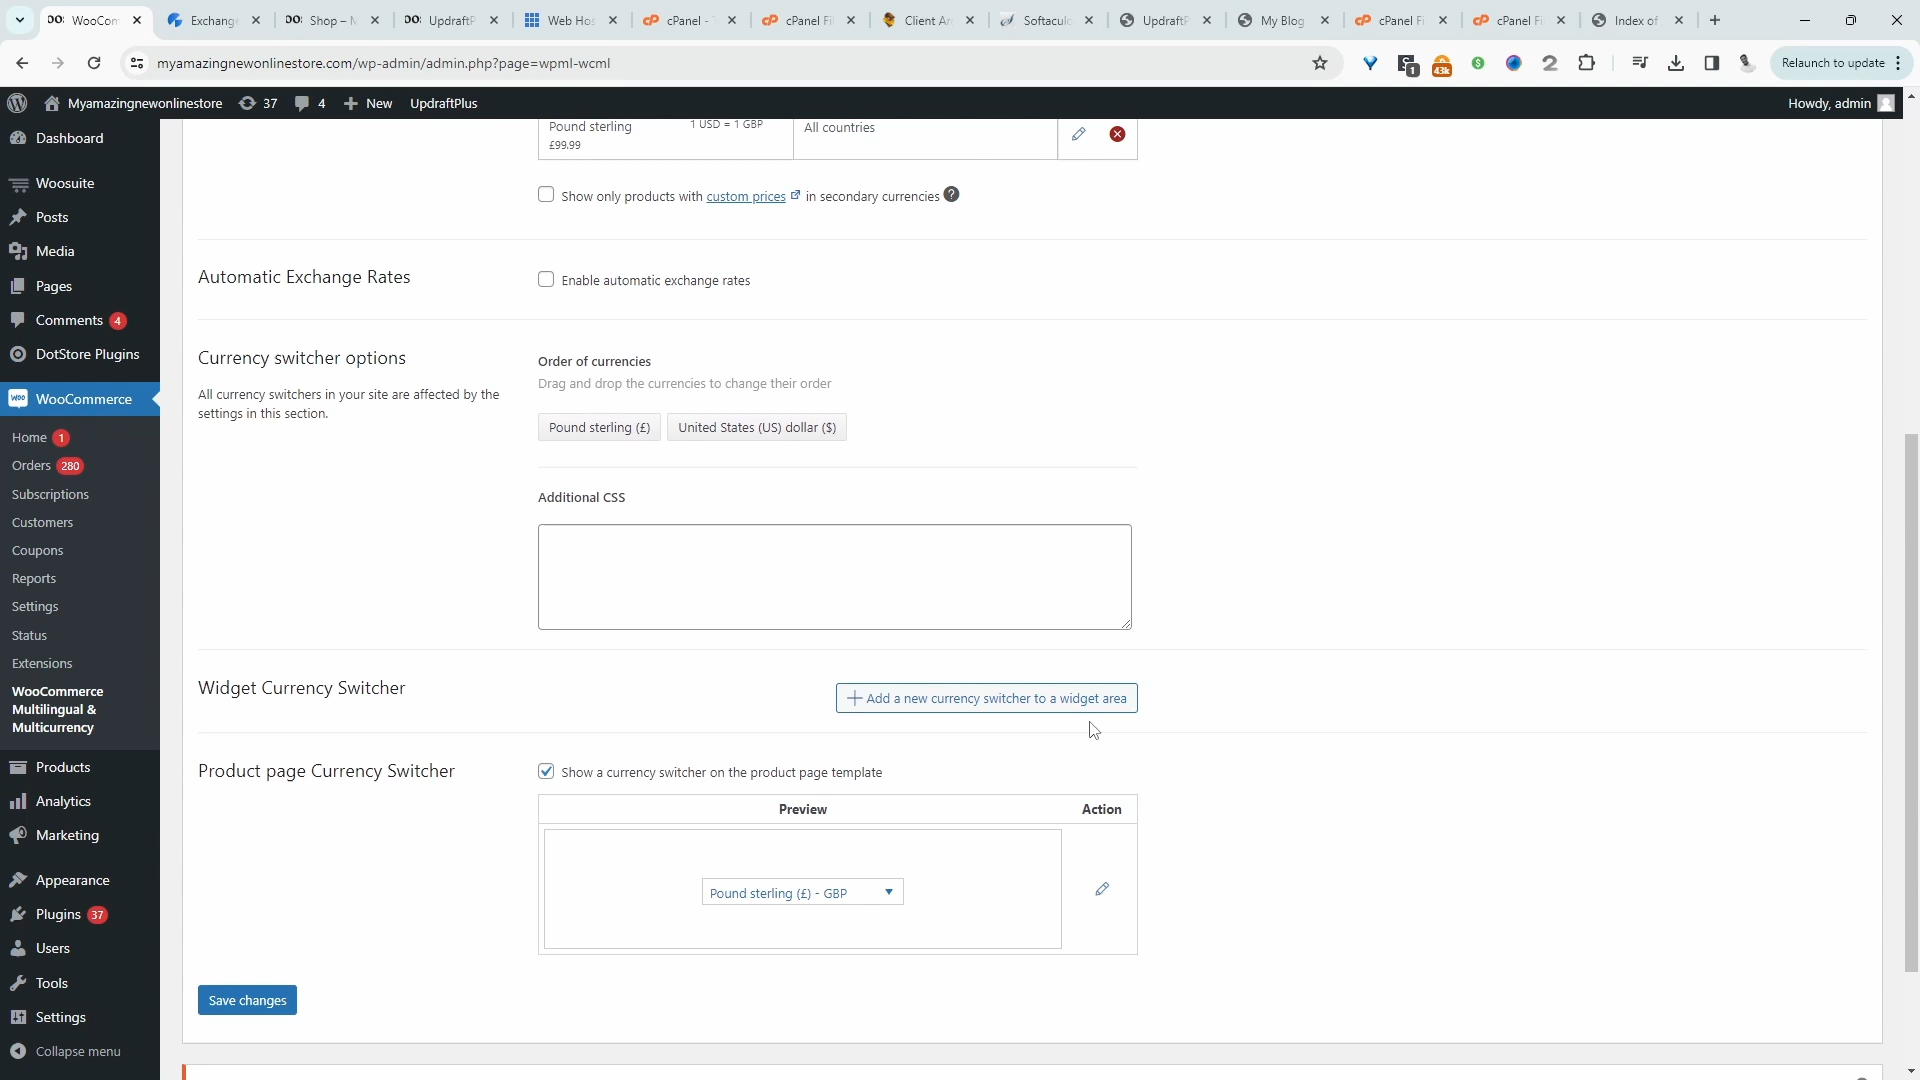 WooCom
Exchange
Shop – N
UpdraftP
Web Hos
cPanel -
cPanel Fi
Client Ar
Softaculo
UpdraftP
My Blog
cPanel Fi
cPanel Fi
Index of
myamazingnewonlinestore.com/wp-admin/admin.php?page=wpml-wcml
1
43k
Relaunch to update
Myamazingnewonlinestore
37
4
New
UpdraftPlus
Howdy, admin
Dashboard
Woosuite
Posts
Media
Pages
Comments 4
DotStore Plugins
WooCommerce
Home 1
Orders 280
Subscriptions
Customers
Coupons
Reports
Settings
Status
Extensions
WooCommerce
Multilingual &
Multicurrency
Products
Analytics
Marketing
Appearance
Plugins 37
Users
Tools
Settings
Collapse menu
Pound sterling
£99.99
1 USD = 1 GBP
All countries
Show only products with custom prices in secondary currencies ?
Automatic Exchange Rates
Enable automatic exchange rates
Currency switcher options
All currency switchers in your site are affected by the
settings in this section.
Order of currencies
Drag and drop the currencies to change their order
Pound sterling (£)
United States (US) dollar ($)
Additional CSS
Widget Currency Switcher
Add a new currency switcher to a widget area
Product page Currency Switcher
Show a currency switcher on the product page template
Preview
Action
Pound sterling (£) - GBP
Save changes